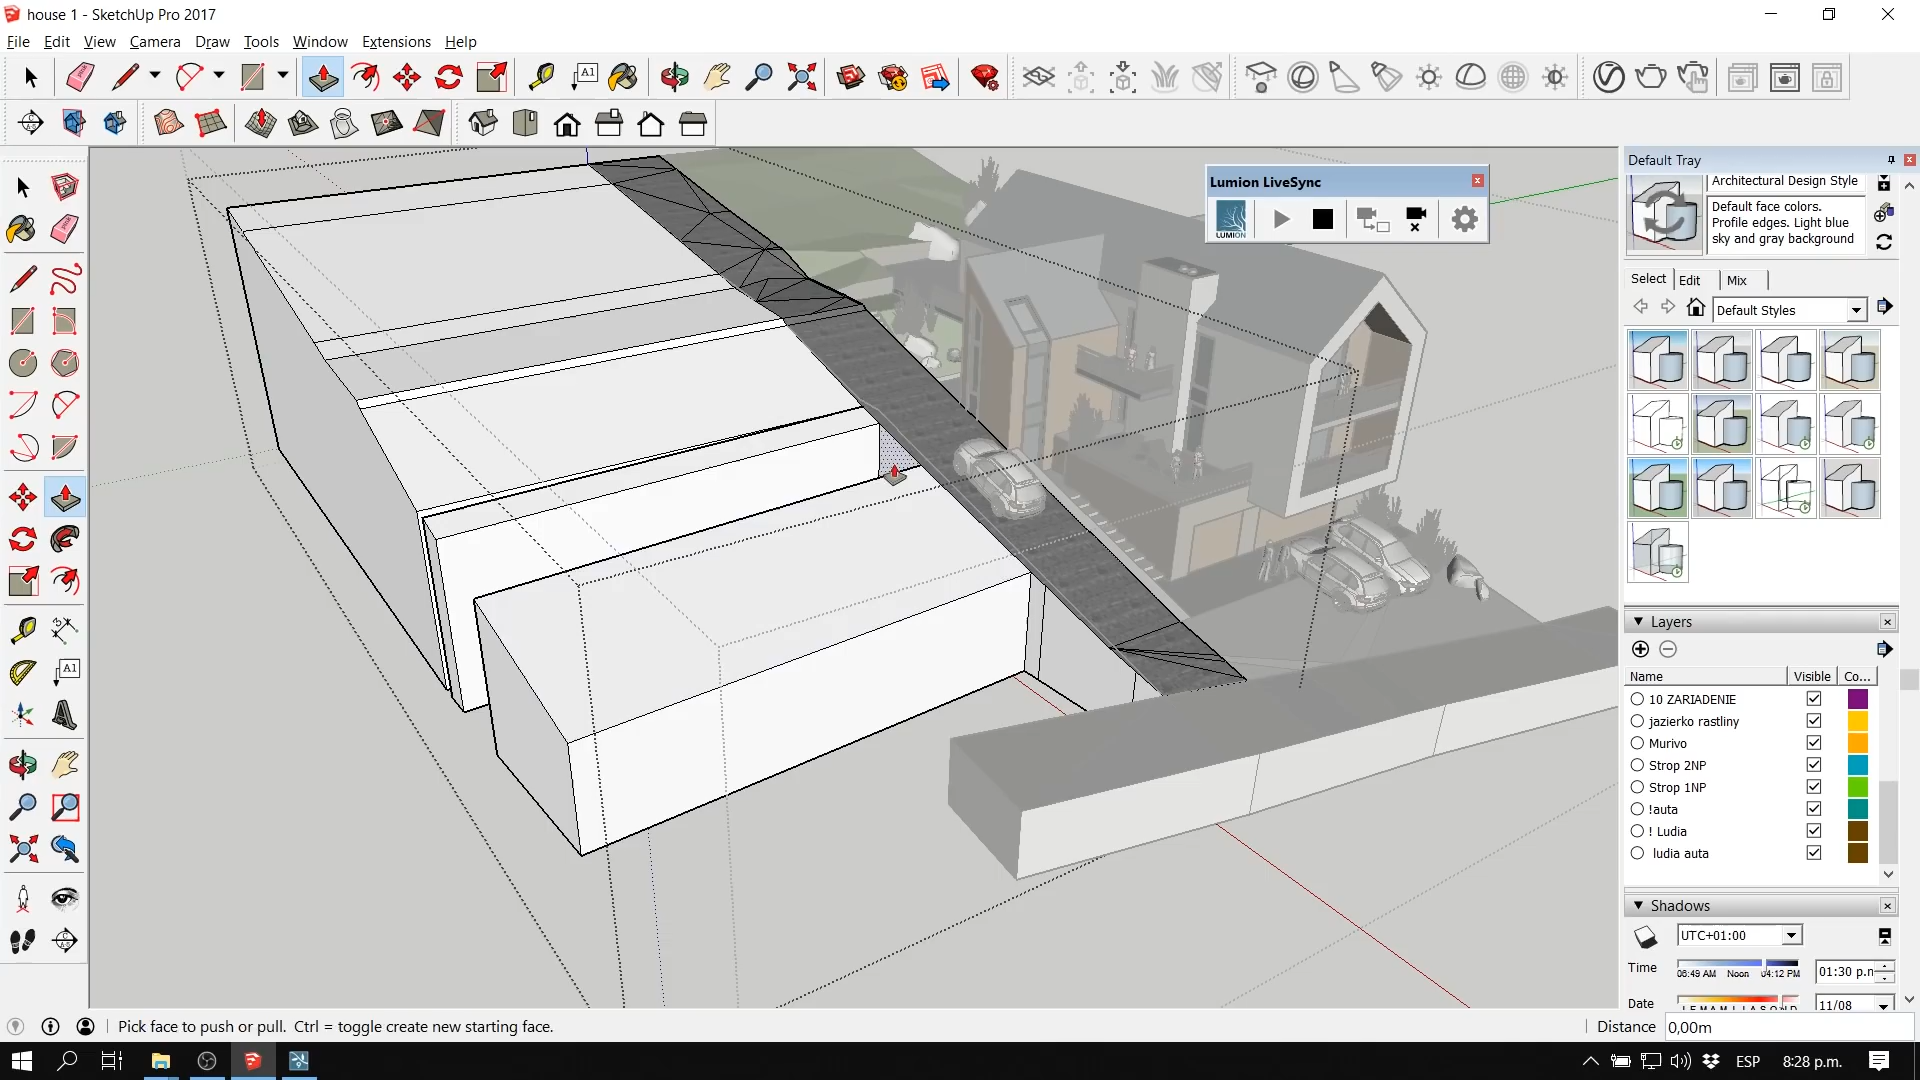 house 1 - SketchUp Pro 2017
File Edit View Camera Draw Tools Window Extensions Help
Default Tray
Architectural Design Style
Default face colors.
Profile edges. Light blue
sky and gray background
Lumion LiveSync
LUMION
Select Edit Mix
Default Styles
Layers
Name Visible Co...
10 ZARIADENIE
jazierko rastliny
Murivo
Strop 2NP
Strop 1NP
!auta
! Ludia
ludia auta
Shadows
UTC+01:00
Time 06:49 AM Noon 04:12 PM 01:30 p.n
Date J F M A M J J A S O N D 11/08
Pick face to push or pull. Ctrl = toggle create new starting face.
Distance 0,00m
ESP 8:28 p.m.